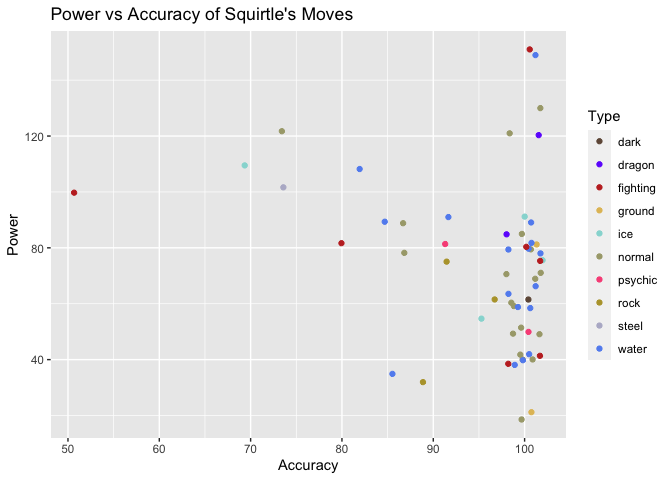 Power vs Accuracy of Squirtle's Moves
120
80
40
Power
50 60 70 80 90 100
Accuracy
Type
dark
dragon
fighting
ground
ice
normal
psychic
rock
steel
water